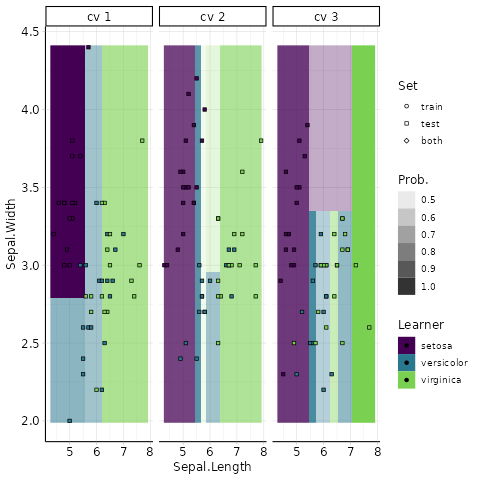 cv 1 cv 2 cv 3
4.5
4.0
3.5
3.0
2.5
2.0
Sepal.Width
5 6 7 8 5 6 7 8 5 6 7 8
Sepal.Length
Set
train
test
both
Prob.
0.5
0.6
0.7
0.8
0.9
1.0
Learner
setosa
versicolor
virginica